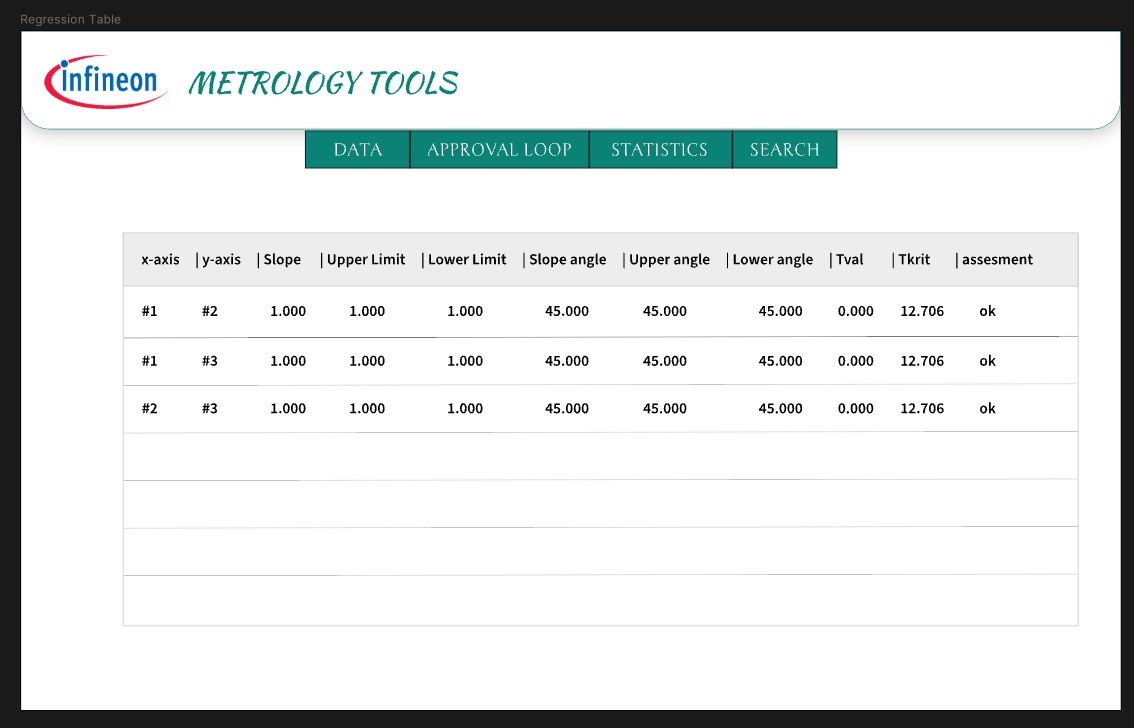 Regression Table
infineon METROLOGY TOOLS
DATA APPROVAL LOOP STATISTICS SEARCH
x-axis | y-axis | Slope | Upper Limit | Lower Limit | Slope angle | Upper angle | Lower angle | Tval | Tkrit | assesment
#1 #2 1.000 1.000 1.000 45.000 45.000 45.000 0.000 12.706 ok
#1 #3 1.000 1.000 1.000 45.000 45.000 45.000 0.000 12.706 ok
#2 #3 1.000 1.000 1.000 45.000 45.000 45.000 0.000 12.706 ok